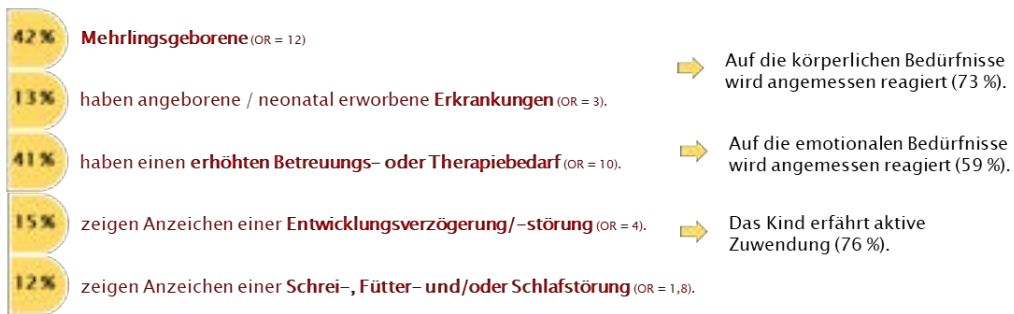 42 % Mehrlingsgeborene (OR = 12)
13 % haben angeborene / neonatal erworbene Erkrankungen (OR = 3).
41 % haben einen erhöhten Betreuungs– oder Therapiebedarf (OR = 10).
15 % zeigen Anzeichen einer Entwicklungsverzögerung/–störung (OR = 4).
12 % zeigen Anzeichen einer Schrei–, Fütter– und/oder Schlafstörung (OR = 1,8).
Auf die körperlichen Bedürfnisse
wird angemessen reagiert (73 %).
Auf die emotionalen Bedürfnisse
wird angemessen reagiert (59 %).
Das Kind erfährt aktive
Zuwendung (76 %).